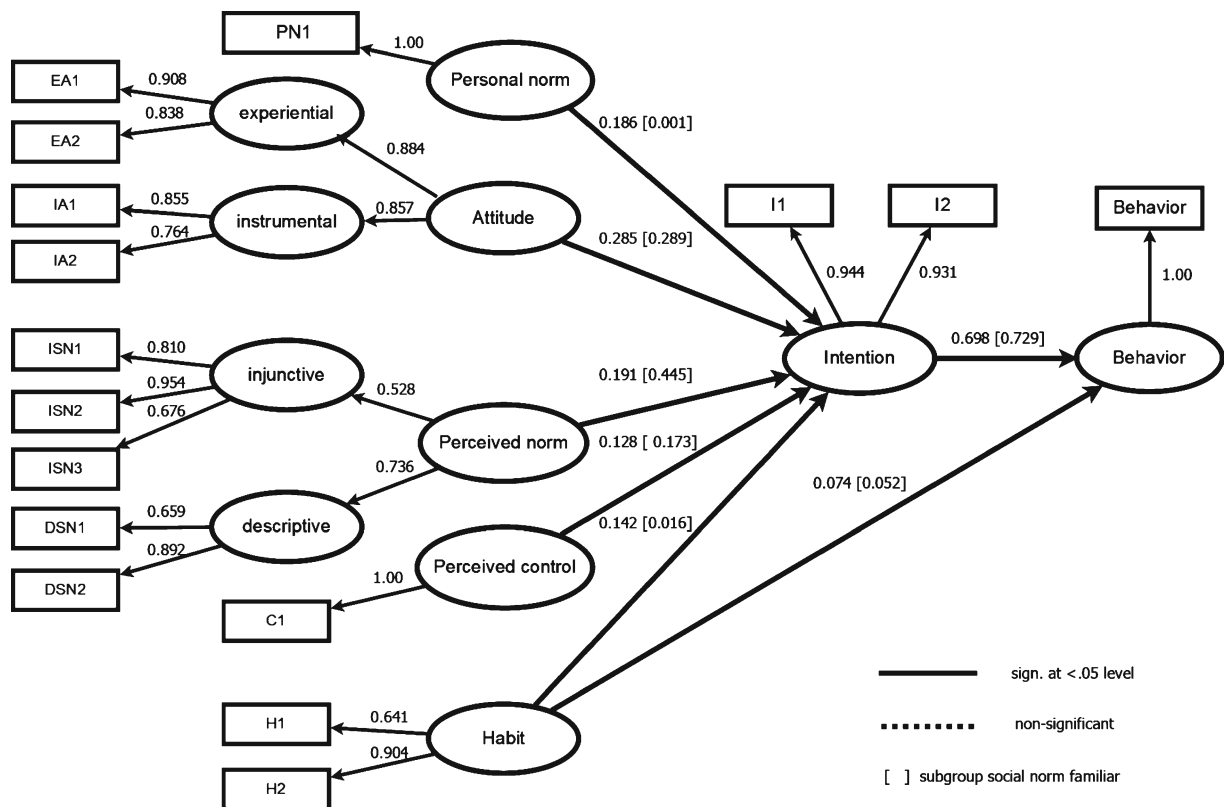 PN1
1.00
Personal norm
EA1
0.908
experiential
EA2
0.838
0.884
0.186 [0.001]
IA1
0.855
instrumental
0.857
Attitude
IA2
0.764
0.285 [0.289]
I1
I2
Behavior
0.944
0.931
1.00
ISN1
0.810
injunctive
ISN2
0.954
0.676
ISN3
0.528
0.191 [0.445]
Intention
0.698 [0.729]
Behavior
Perceived norm
0.128 [ 0.173]
0.736
0.074 [0.052]
DSN1
0.659
descriptive
DSN2
0.892
0.142 [0.016]
Perceived control
1.00
C1
H1
0.641
Habit
H2
0.904
sign. at <.05 level
non-significant
[ ] subgroup social norm familiar